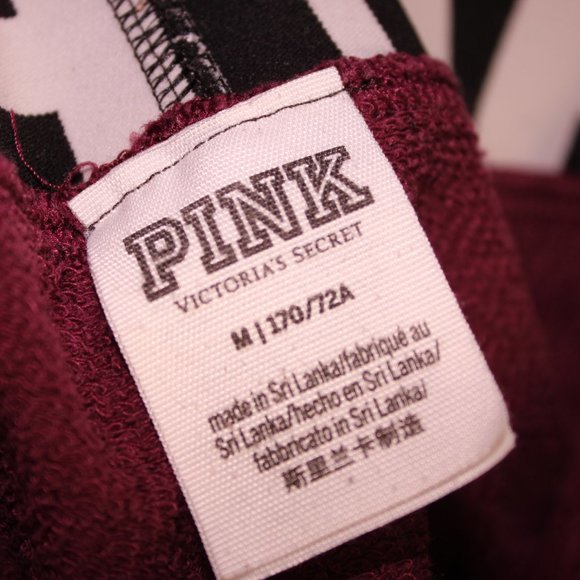 PINK
VICTORIA'S SECRET
M | 170/72A
made in Sri Lanka/fabriqué au
Sri Lanka/hecho en Sri Lanka/
fabbricato in Sri Lanka/
斯里兰卡制造